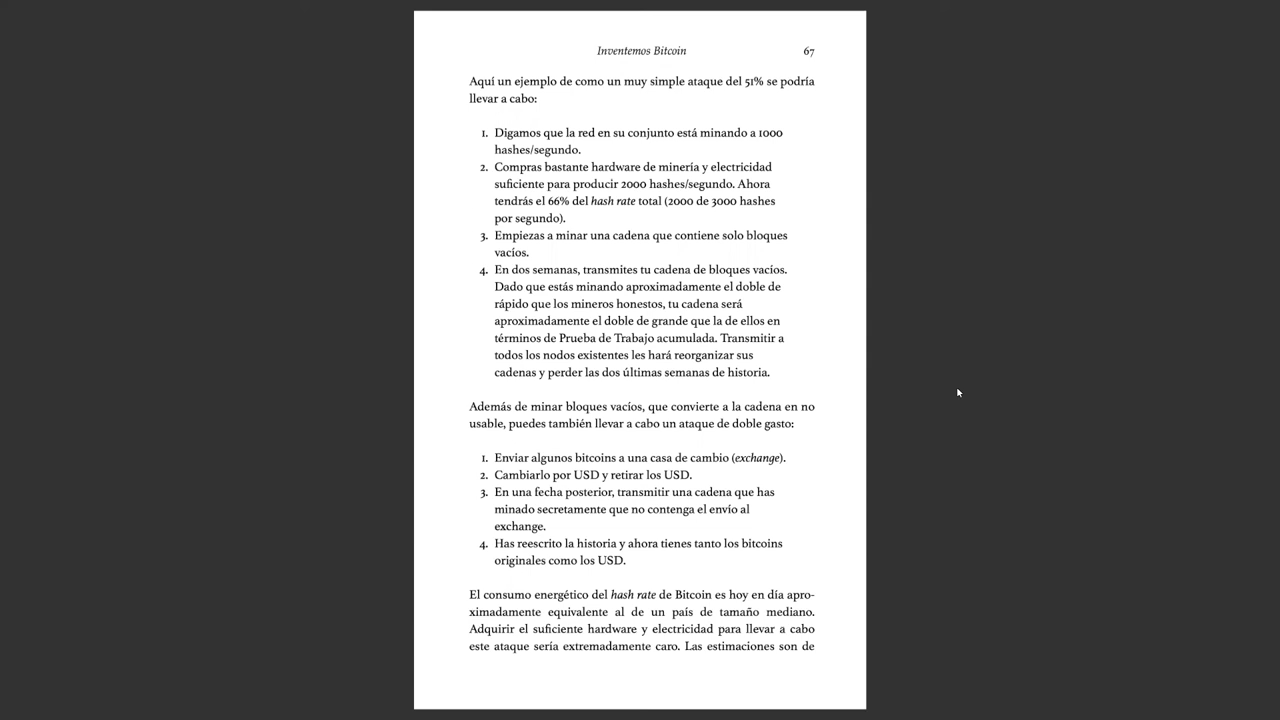 Inventemos Bitcoin 67
Aquí un ejemplo de como un muy simple ataque del 51% se podría
llevar a cabo:
1. Digamos que la red en su conjunto está minando a 1000
hashes/segundo.
2. Compras bastante hardware de minería y electricidad
suficiente para producir 2000 hashes/segundo. Ahora
tendrás el 66% del hash rate total (2000 de 3000 hashes
por segundo).
3. Empiezas a minar una cadena que contiene solo bloques
vacíos.
4. En dos semanas, transmites tu cadena de bloques vacíos.
Dado que estás minando aproximadamente el doble de
rápido que los mineros honestos, tu cadena será
aproximadamente el doble de grande que la de ellos en
términos de Prueba de Trabajo acumulada. Transmitir a
todos los nodos existentes les hará reorganizar sus
cadenas y perder las dos últimas semanas de historia.
Además de minar bloques vacíos, que convierte a la cadena en no
usable, puedes también llevar a cabo un ataque de doble gasto:
1. Enviar algunos bitcoins a una casa de cambio (exchange).
2. Cambiarlo por USD y retirar los USD.
3. En una fecha posterior, transmitir una cadena que has
minado secretamente que no contenga el envío al
exchange.
4. Has reescrito la historia y ahora tienes tanto los bitcoins
originales como los USD.
El consumo energético del hash rate de Bitcoin es hoy en día apro-
ximadamente equivalente al de un país de tamaño mediano.
Adquirir el suficiente hardware y electricidad para llevar a cabo
este ataque sería extremadamente caro. Las estimaciones son de